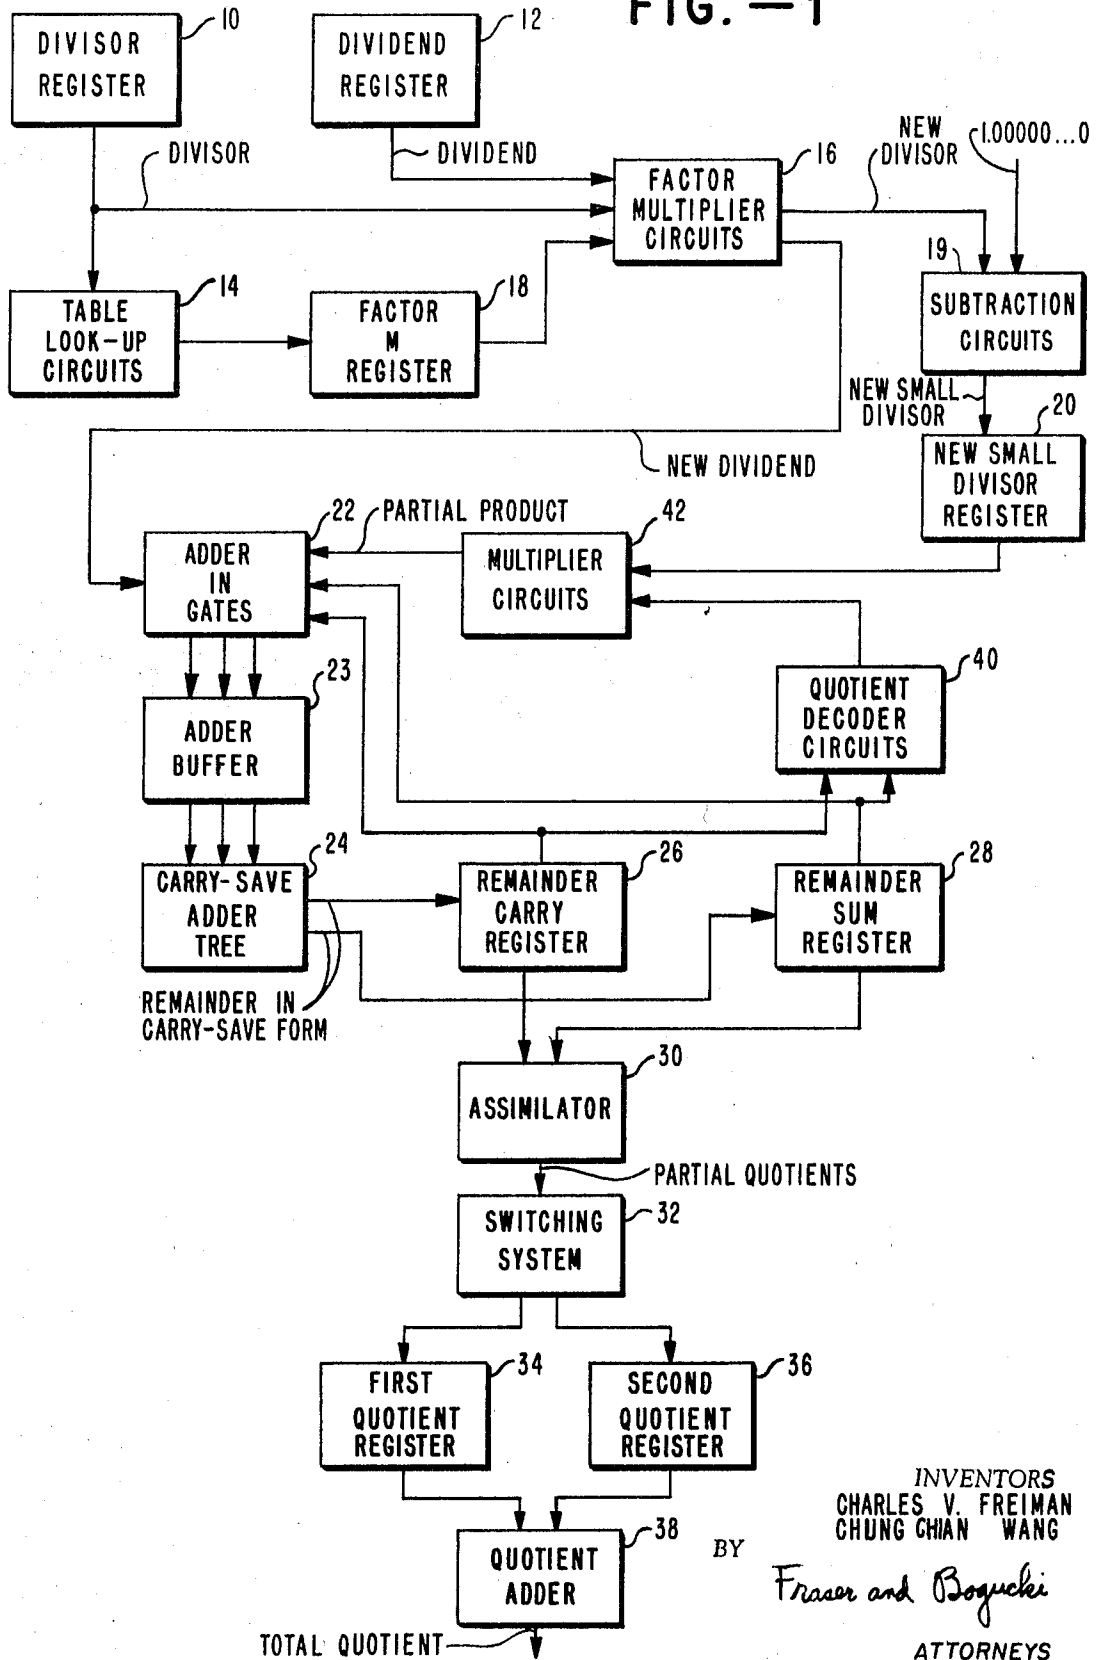 FIG. —1
10
DIVISOR
REGISTER
12
DIVIDEND
REGISTER
DIVISOR
DIVIDEND
16
FACTOR
MULTIPLIER
CIRCUITS
NEW
DIVISOR
1.00000...0
14
TABLE
LOOK-UP
CIRCUITS
18
FACTOR
M
REGISTER
19
SUBTRACTION
CIRCUITS
NEW SMALL
DIVISOR
20
NEW SMALL
DIVISOR
REGISTER
NEW DIVIDEND
22
ADDER
IN
GATES
PARTIAL PRODUCT
42
MULTIPLIER
CIRCUITS
23
ADDER
BUFFER
40
QUOTIENT
DECODER
CIRCUITS
24
CARRY-SAVE
ADDER
TREE
26
REMAINDER
CARRY
REGISTER
28
REMAINDER
SUM
REGISTER
REMAINDER IN
CARRY-SAVE FORM
30
ASSIMILATOR
PARTIAL QUOTIENTS
32
SWITCHING
SYSTEM
34
FIRST
QUOTIENT
REGISTER
36
SECOND
QUOTIENT
REGISTER
38
QUOTIENT
ADDER
TOTAL QUOTIENT
INVENTORS
CHARLES V. FREIMAN
CHUNG CHIAN WANG
BY
Fraser and Bogucki
ATTORNEYS